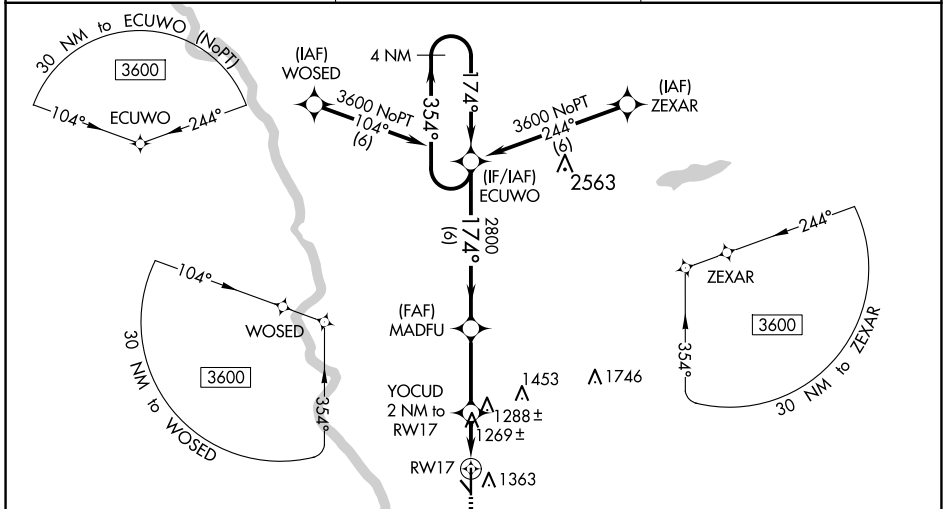 30 NM to ECUWO (NoPT)
3600
104°
244°
ECUWO
(IAF)
WOSED
3600 NoPT
104°
(6)
4 NM
354°
174°
(IAF)
ZEXAR
3600 NoPT
244°
(6)
2563
(IF/IAF)
ECUWO
2800
174°
(6)
(FAF)
MADFU
YOCUD
2 NM to
RW17
1453
1746
1288 ±
1269 ±
RW17
1363
104°
WOSED
3600
354°
30 NM to WOSED
244°
ZEXAR
3600
354°
30 NM to ZEXAR